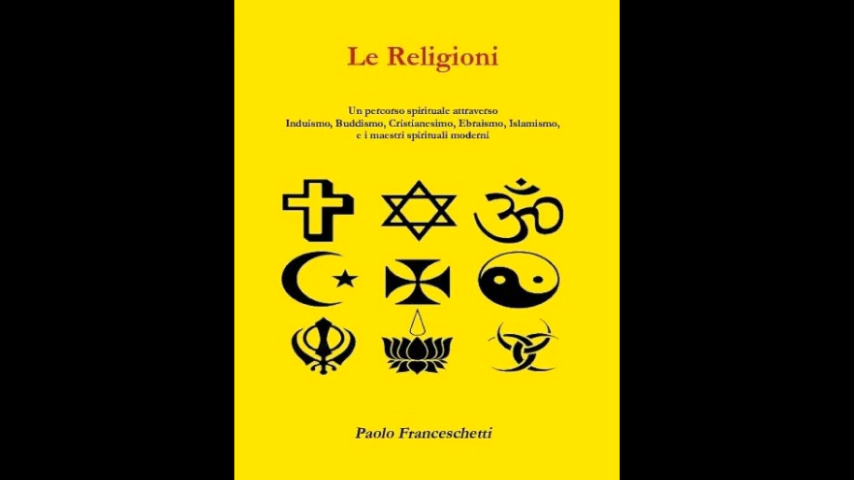 Le Religioni
Un percorso spirituale attraverso
Induismo, Buddismo, Cristianesimo, Ebraismo, Islamismo,
e i maestri spirituali moderni
Paolo Franceschetti